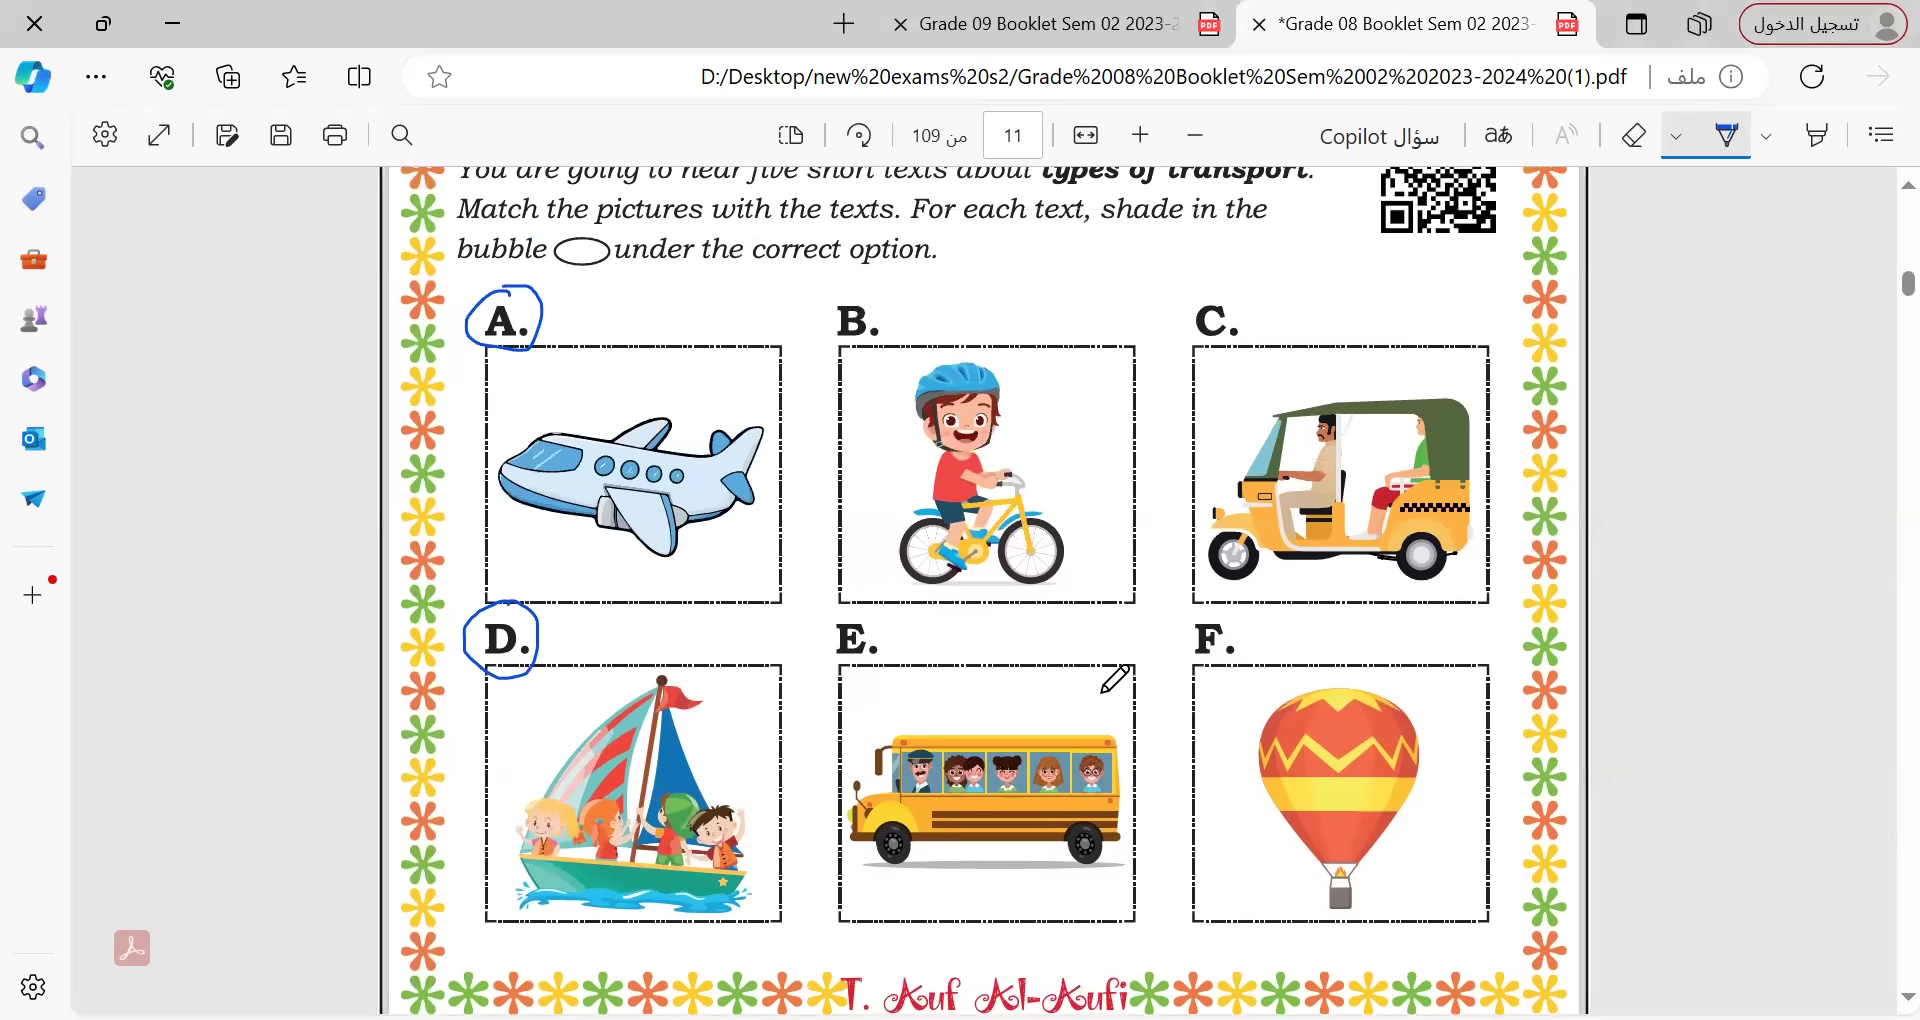 Grade 09 Booklet Sem 02 2023-2
*Grade 08 Booklet Sem 02 2023-
تسجيل الدخول
D:/Desktop/new%20exams%20s2/Grade%2008%20Booklet%20Sem%2002%202023-2024%20(1).pdf
ملف
11
من 109
سؤال Copilot
You are going to hear five short texts about types of transport.
Match the pictures with the texts. For each text, shade in the
bubble under the correct option.
A.
B.
C.
D.
E.
F.
T. Auf Al-Aufi